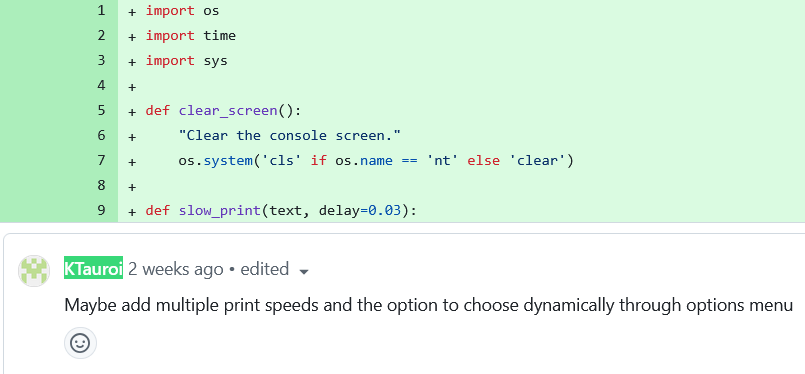 1 + import os
2 + import time
3 + import sys
4 +
5 + def clear_screen():
6 +     "Clear the console screen."
7 +     os.system('cls' if os.name == 'nt' else 'clear')
8 +
9 + def slow_print(text, delay=0.03):
KTauroi 2 weeks ago • edited
Maybe add multiple print speeds and the option to choose dynamically through options menu